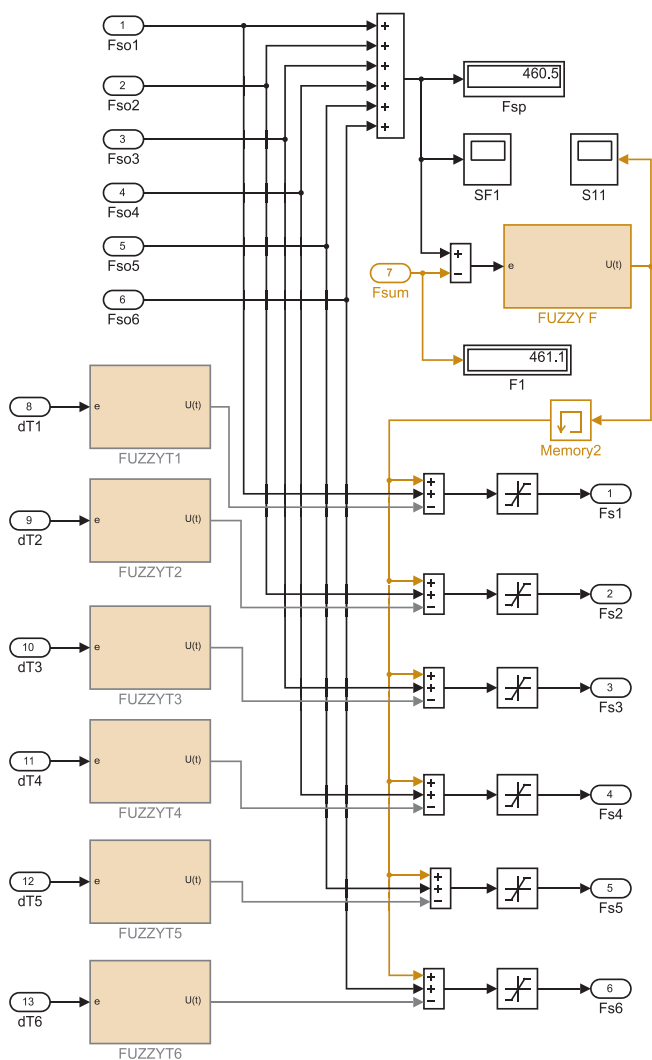 1
Fso1
2
Fso2
3
Fso3
4
Fso4
5
Fso5
6
Fso6
+
+
+
+
+
+
460.5
Fsp
SF1
S11
7
Fsum
+
−
e
U(t)
FUZZY F
461.1
F1
Memory2
8
dT1
e
U(t)
FUZZYT1
+
+
−
1
Fs1
9
dT2
e
U(t)
FUZZYT2
+
+
−
2
Fs2
10
dT3
e
U(t)
FUZZYT3
+
+
−
3
Fs3
11
dT4
e
U(t)
FUZZYT4
+
+
−
4
Fs4
12
dT5
e
U(t)
FUZZYT5
+
+
−
5
Fs5
13
dT6
e
U(t)
FUZZYT6
+
+
−
6
Fs6